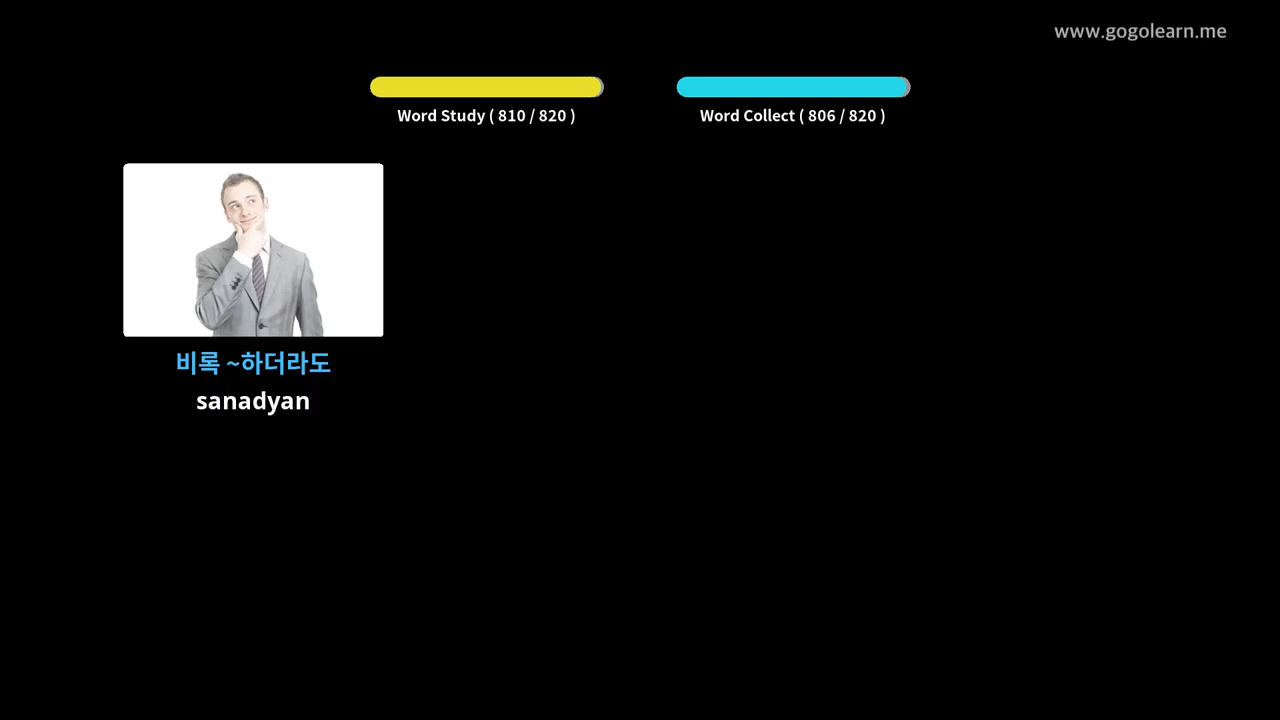 www.gogolearn.me
Word Study ( 810 / 820 )
Word Collect ( 806 / 820 )
비록 ~하더라도
sanadyan